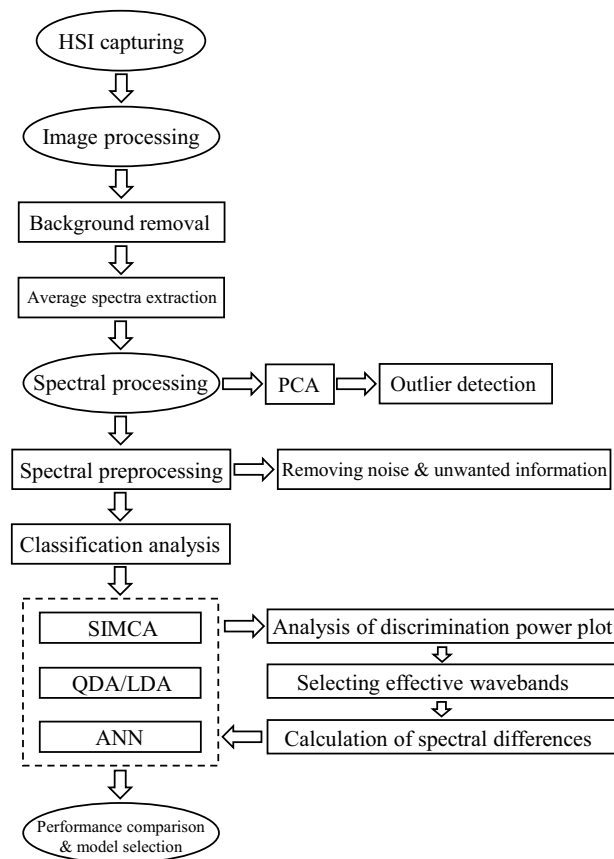 HSI capturing
Image processing
Background removal
Average spectra extraction
Spectral processing
PCA
Outlier detection
Spectral preprocessing
Removing noise & unwanted information
Classification analysis
SIMCA
Analysis of discrimination power plot
QDA/LDA
Selecting effective wavebands
ANN
Calculation of spectral differences
Performance comparison
& model selection